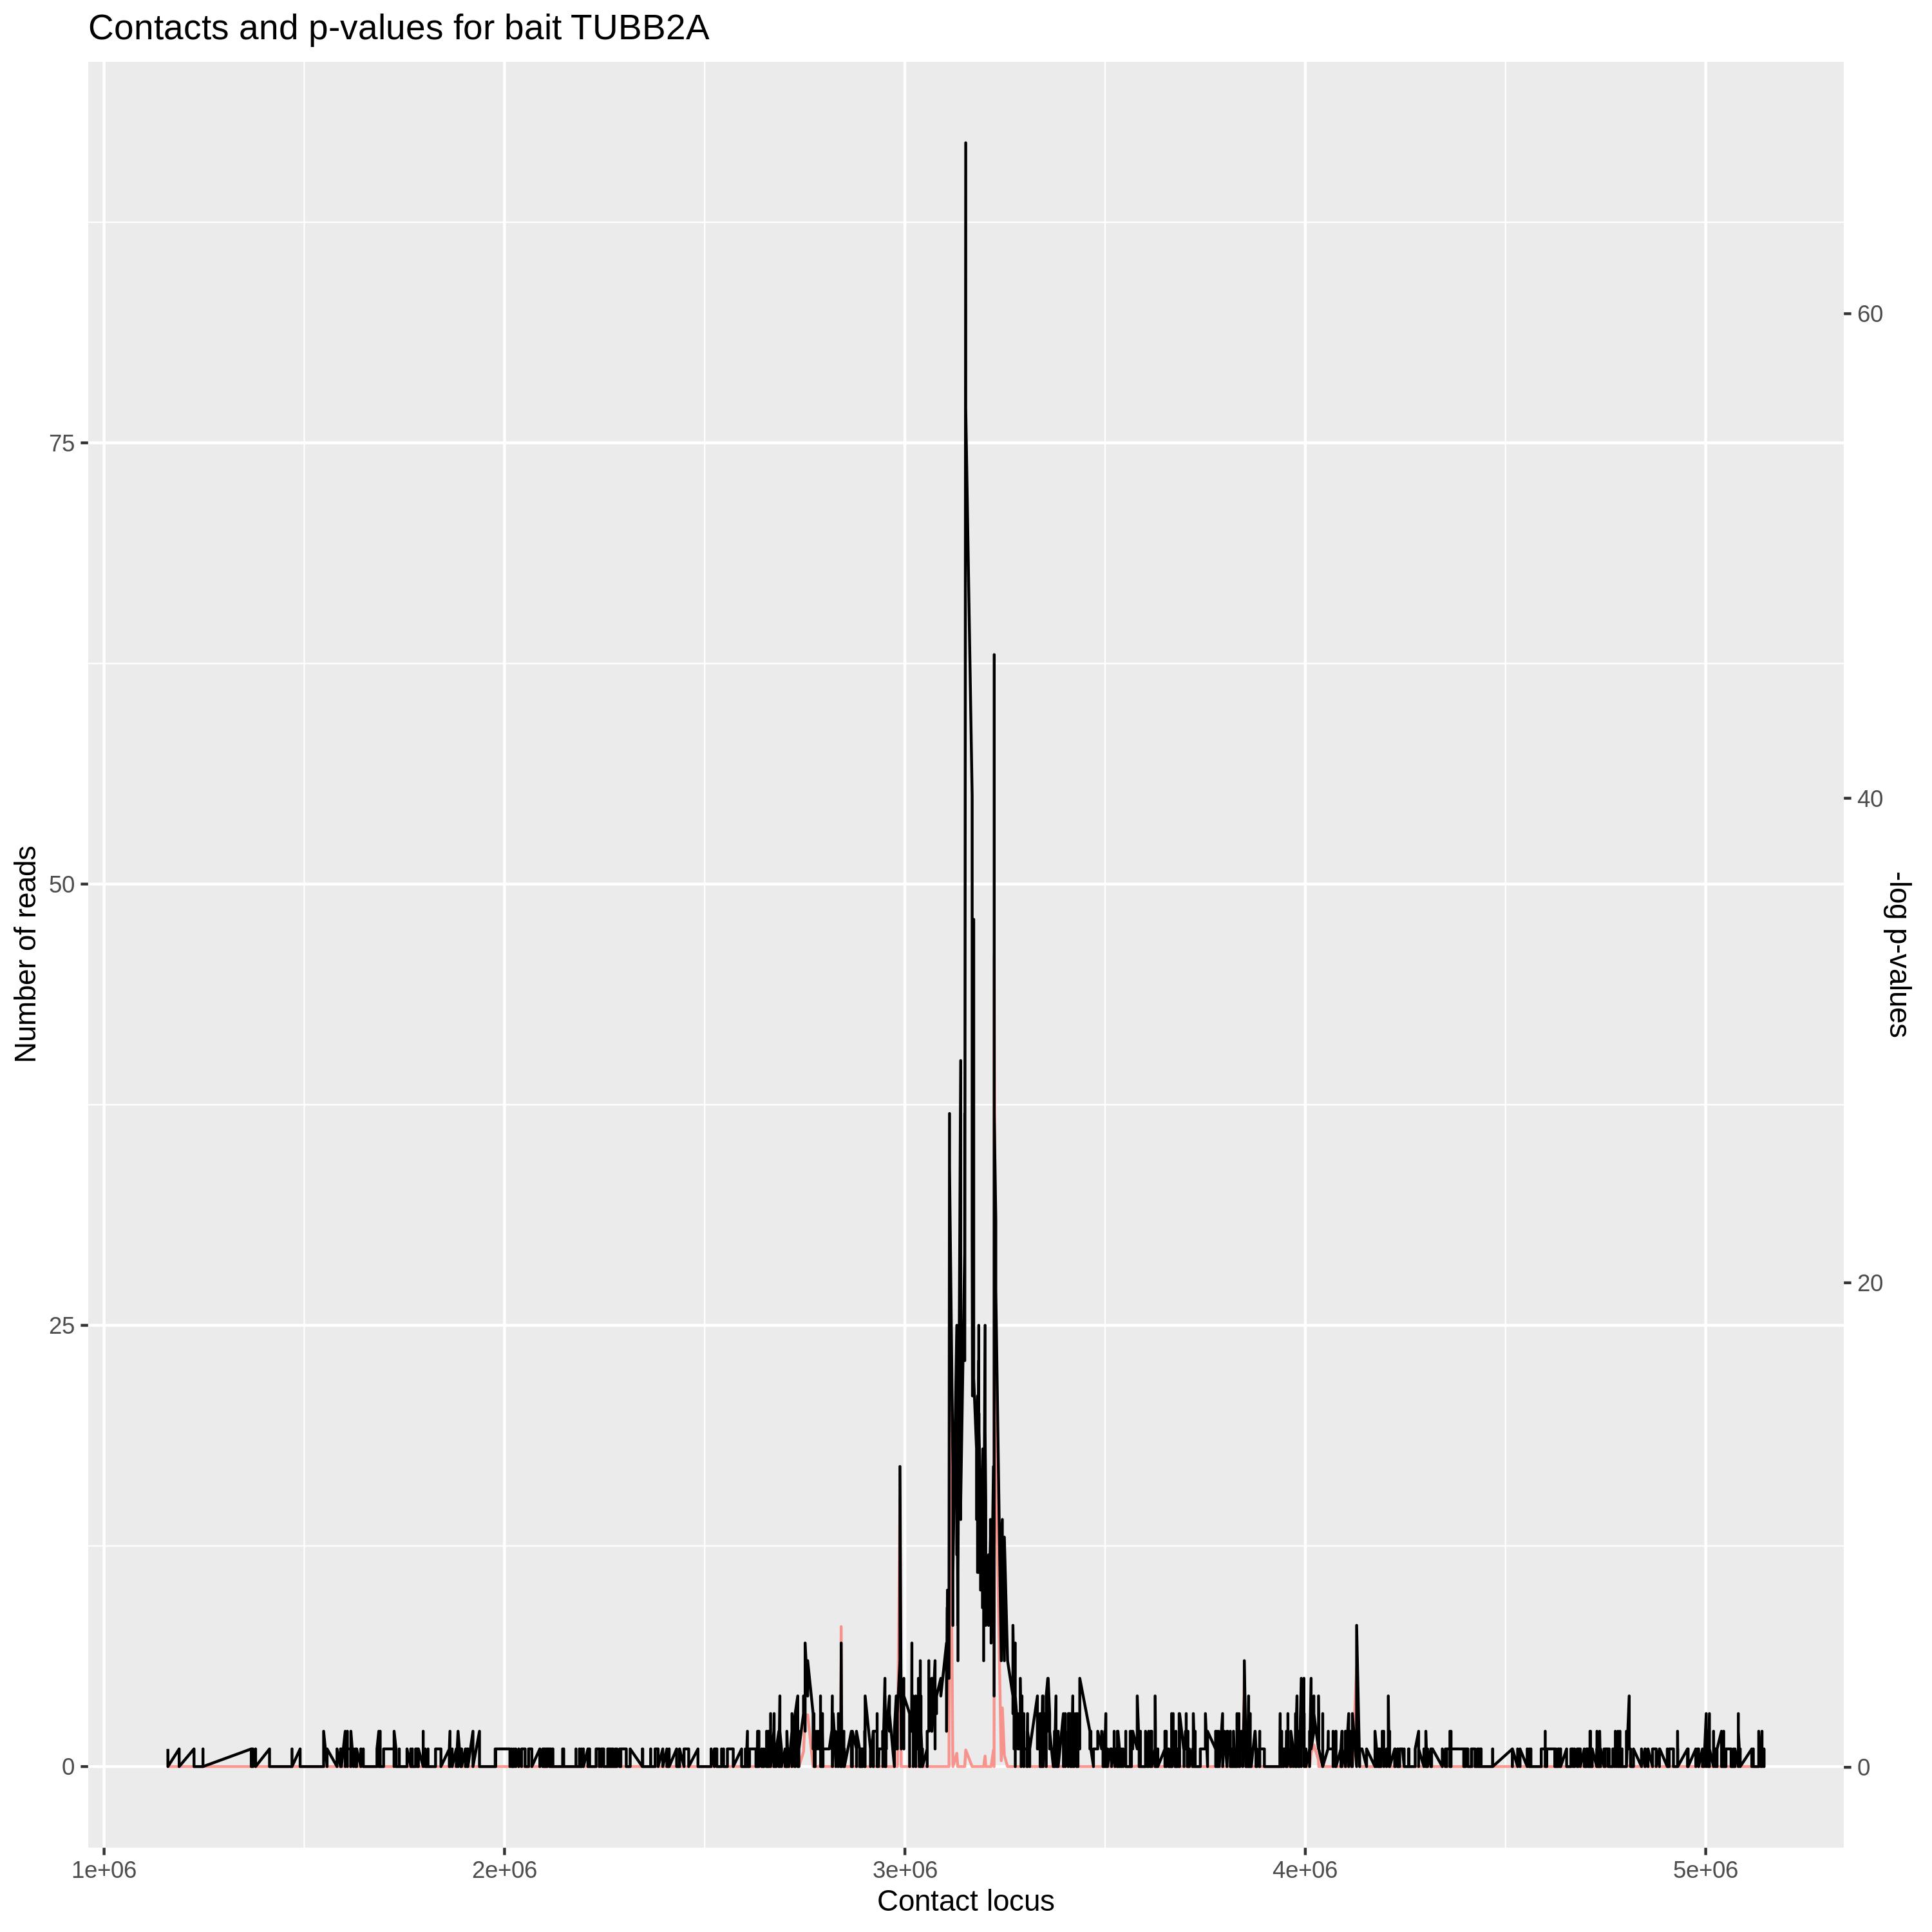 Contacts and p-values for bait TUBB2A
Number of reads
75
50
25
0
60
40
20
0
-log p-values
1e+06
2e+06
3e+06
4e+06
5e+06
Contact locus